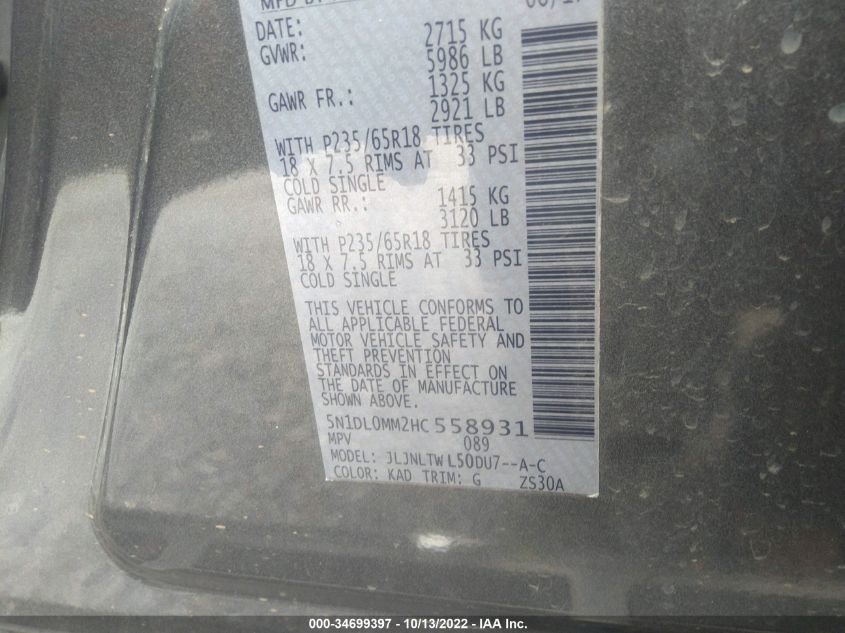 MFD BY
DATE: 2715 KG
GVWR: 5986 LB
1325 KG
GAWR FR.: 2921 LB
WITH P235/65R18 TIRES
18 X 7.5 RIMS AT 33 PSI
COLD SINGLE
GAWR RR.: 1415 KG
3120 LB
WITH P235/65R18 TIRES
18 X 7.5 RIMS AT 33 PSI
COLD SINGLE
THIS VEHICLE CONFORMS TO
ALL APPLICABLE FEDERAL
MOTOR VEHICLE SAFETY AND
THEFT PREVENTION
STANDARDS IN EFFECT ON
THE DATE OF MANUFACTURE
SHOWN ABOVE.
5N1DL0MM2HC558931
MPV 089
MODEL: JLJNLTWL50DU7--A-C
COLOR: KAD TRIM: G ZS30A
000-34699397 - 10/13/2022 - IAA Inc.